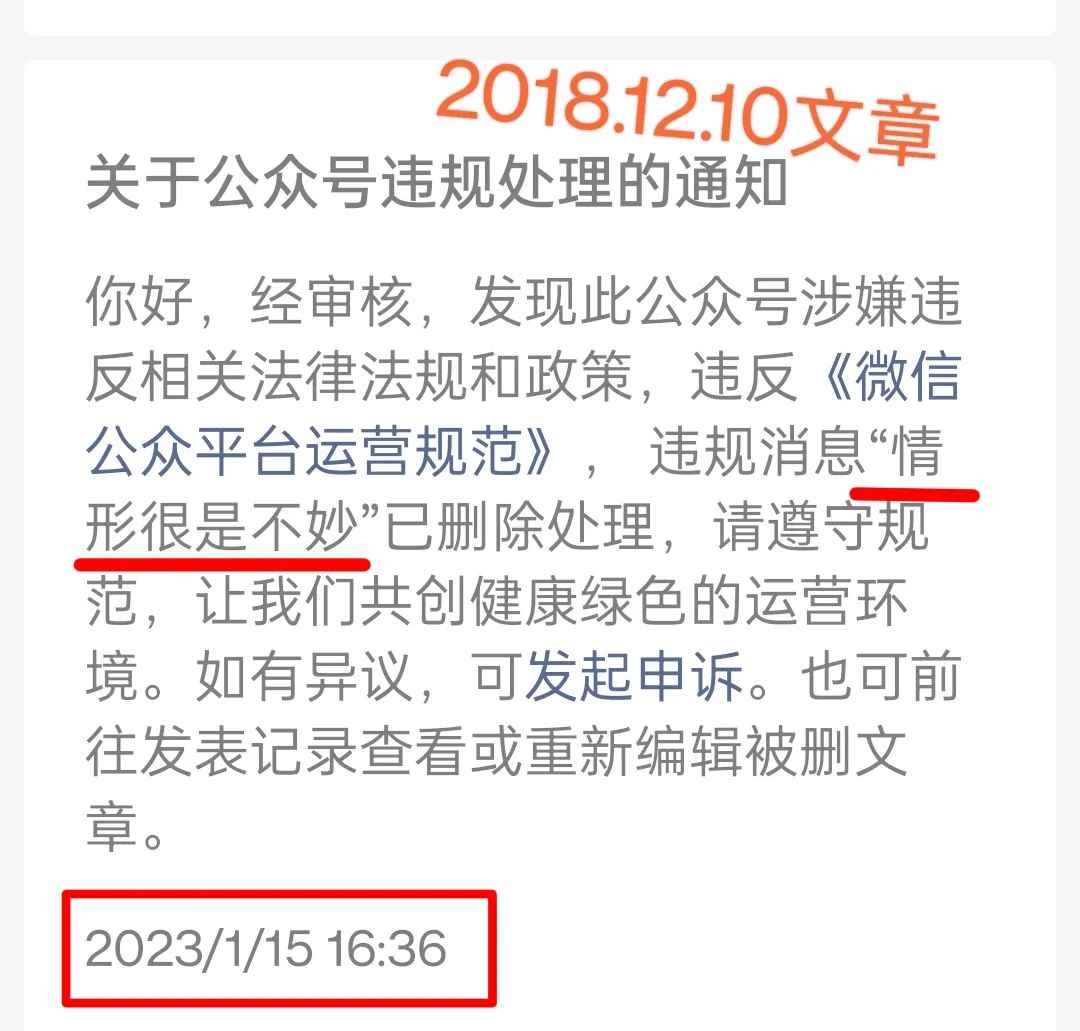 2018.12.10文章
关于公众号违规处理的通知
你好，经审核，发现此公众号涉嫌违
反相关法律法规和政策，违反《微信
公众平台运营规范》，违规消息“情
形很是不妙”已删除处理，请遵守规
范，让我们共创健康绿色的运营环
境。如有异议，可发起申诉。也可前
往发表记录查看或重新编辑被删文
章。
2023/1/15 16:36